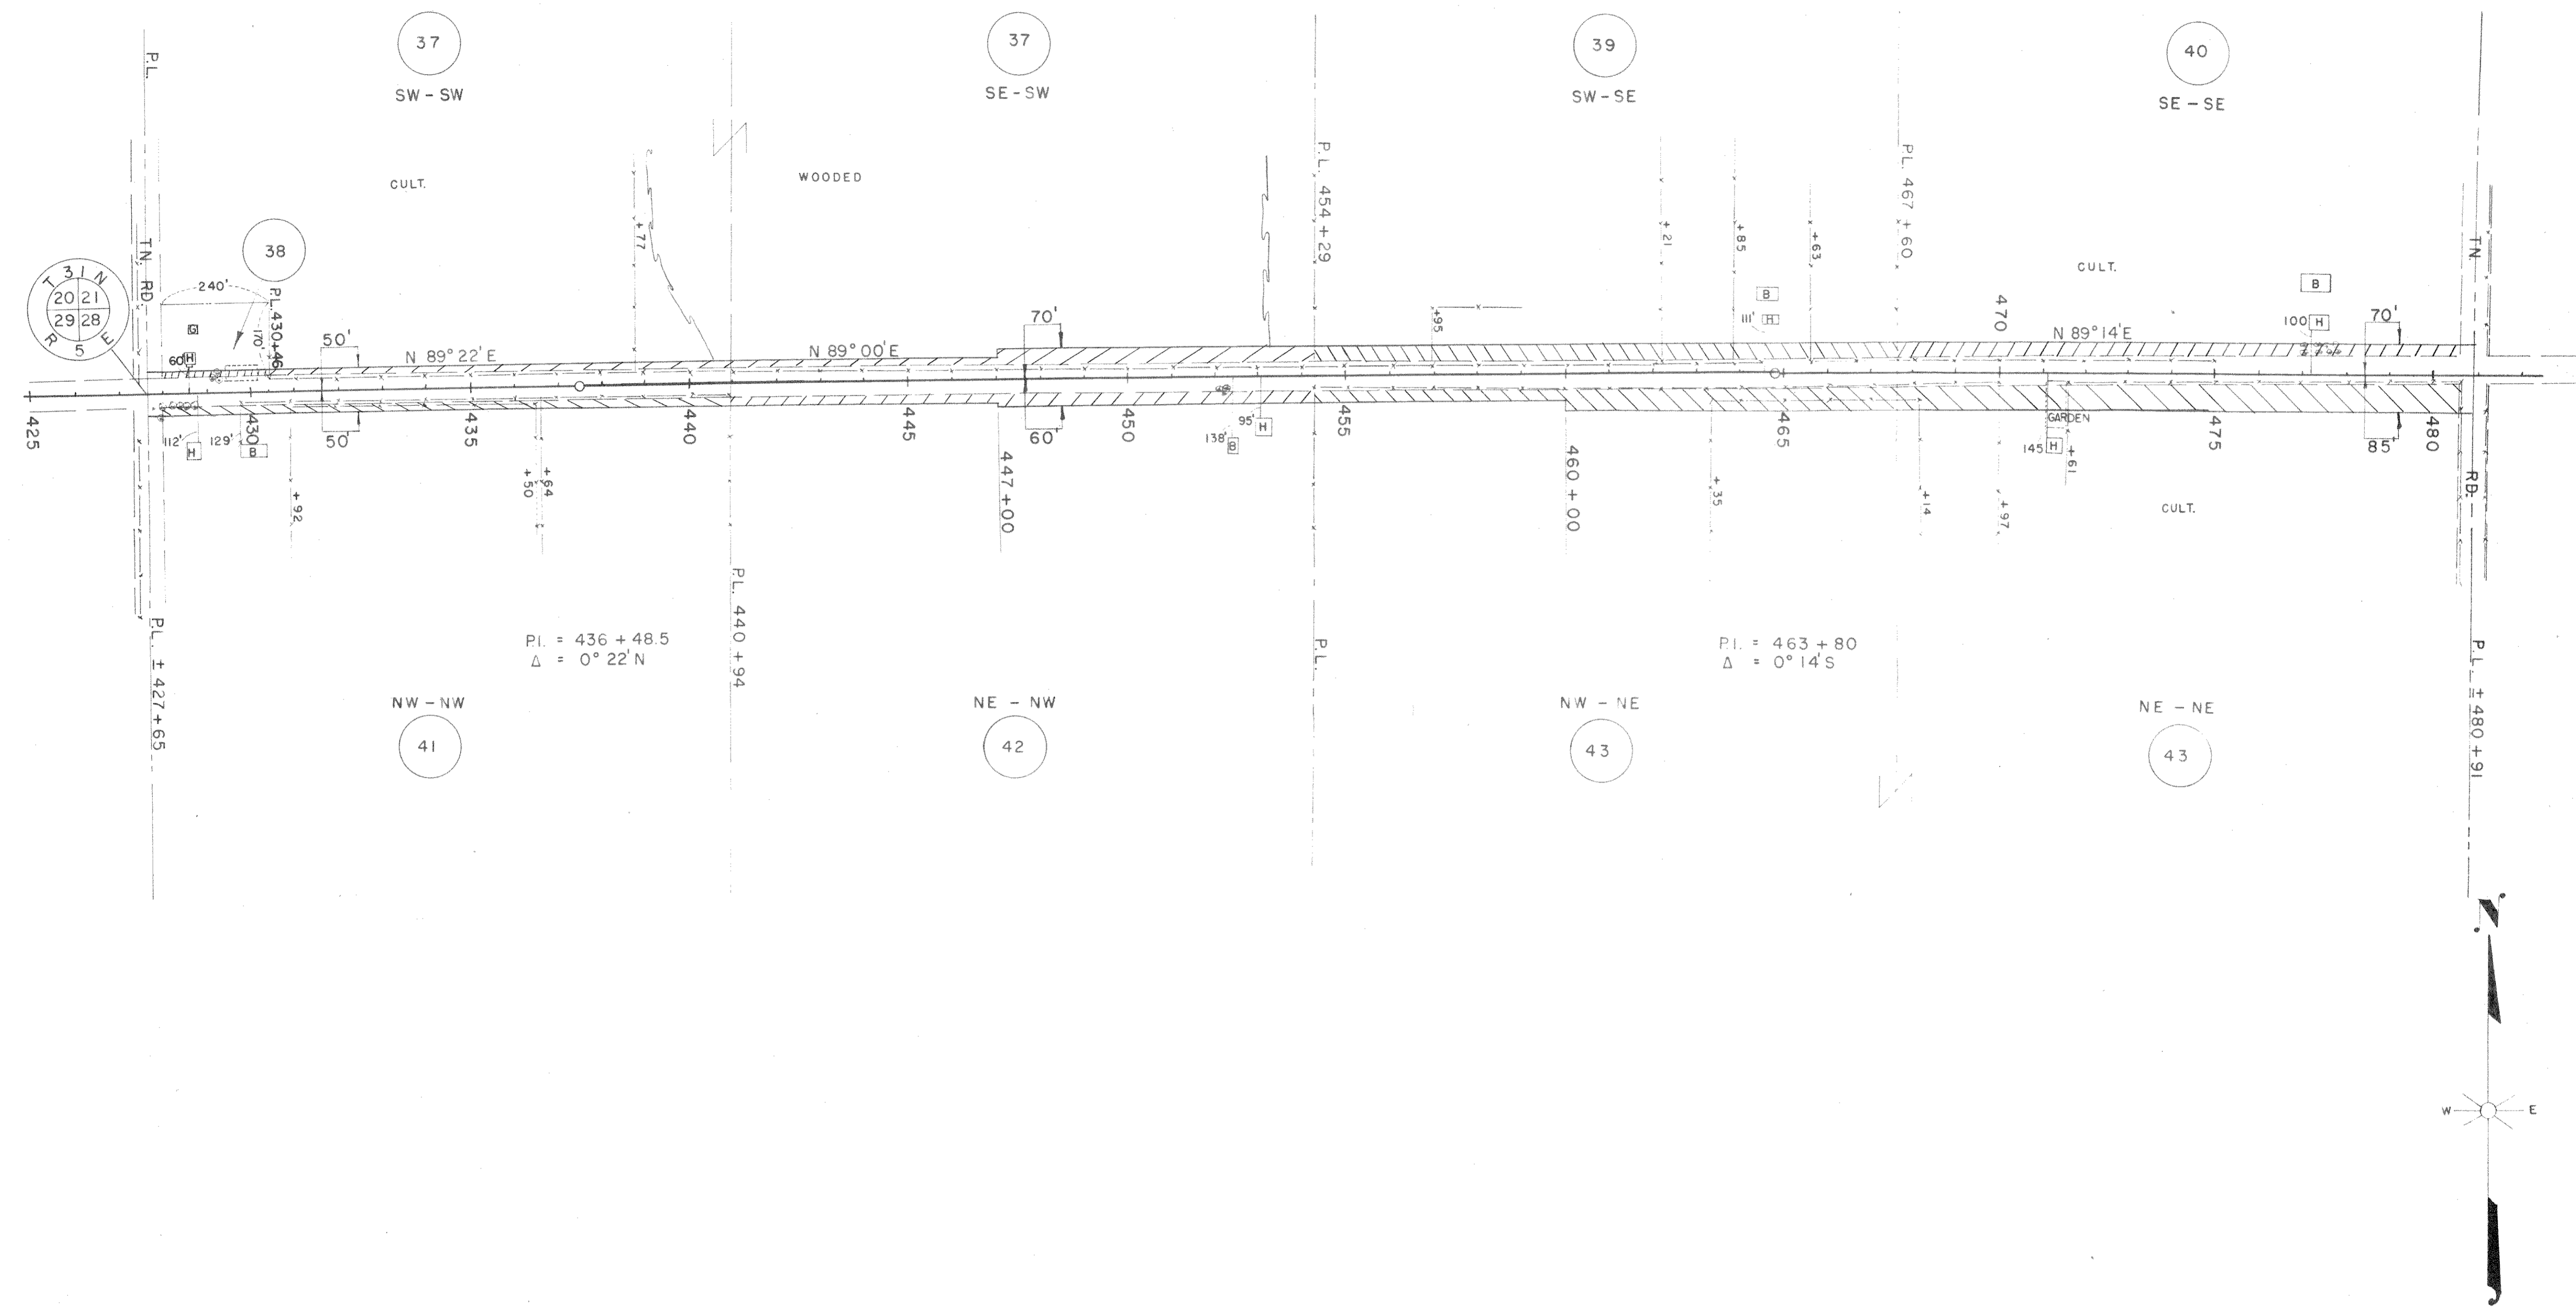 37
37
39
40
SW - SW
SE - SW
SW - SE
SE - SE
P.L.
CULT.
WOODED
P.L. 454 + 29
P.L. 467 + 60
+ 77
+ 21
+ 85
+ 63
CULT.
TN.
TN. RD.
38
240'
P.L. 430+46
170'
T 31 N
20 21
29 28
R 5 E
G
60'
H
50'
N 89° 22' E
N 89° 00' E
70'
+95
B
111'
H
470
N 89° 14' E
B
100
H
70'
425
430
435
440
445
450
455
465
475
480
112'
H
129'
B
50'
60'
138'
B
95'
H
GARDEN
145
H
+61
85'
+ 92
+ 50
+ 64
447 + 00
460 + 00
+ 35
+ 14
+ 97
CULT.
RD.
P.L. ± 427 + 65
P.I. = 436 + 48.5
Δ = 0° 22' N
P.L. 440 + 94
P.L.
P.I. = 463 + 80
Δ = 0° 14' S
P.L. ± 480 + 91
NW - NW
NE - NW
NW - NE
NE - NE
41
42
43
43
N
W E